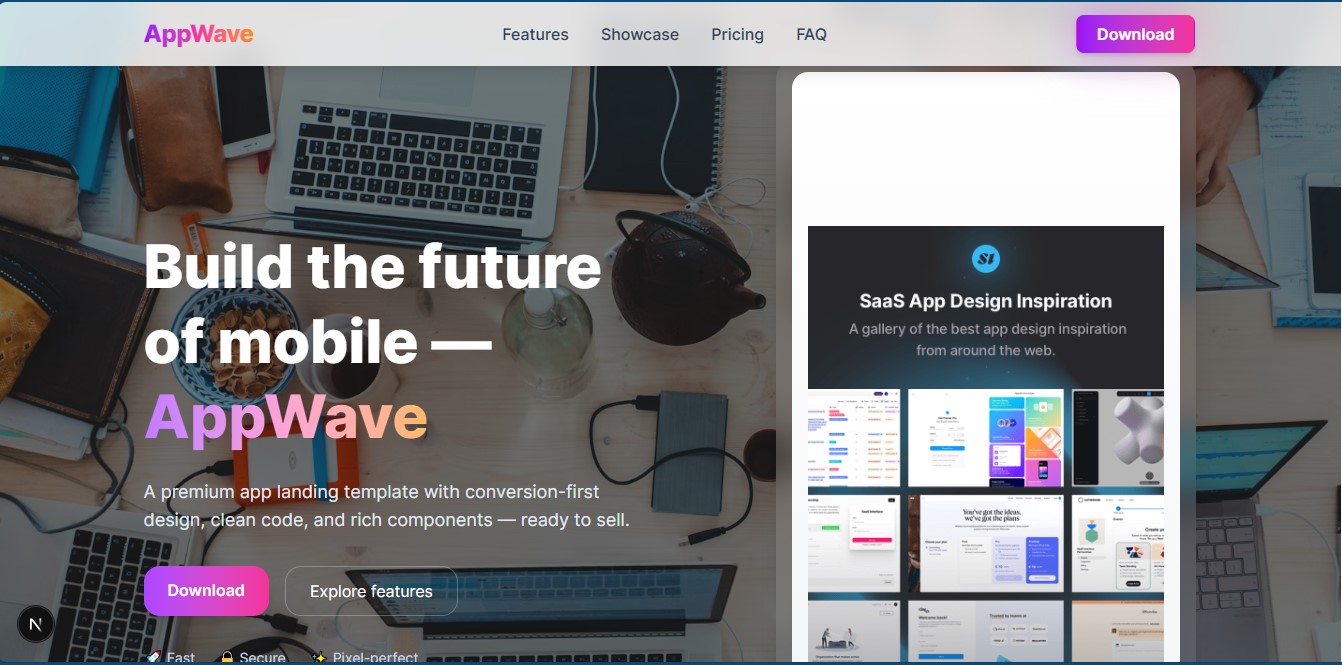 AppWave
Features
Showcase
Pricing
FAQ
Download
Build the future
of mobile —
AppWave
A premium app landing template with conversion-first
design, clean code, and rich components — ready to sell.
Download
Explore features
🚀 Fast
🔒 Secure
✨ Pixel-perfect
N
SI
SaaS App Design Inspiration
A gallery of the best app design inspiration
from around the web.
You've got the ideas,
we've got the plans
Welcome back!
Trusted by teams at